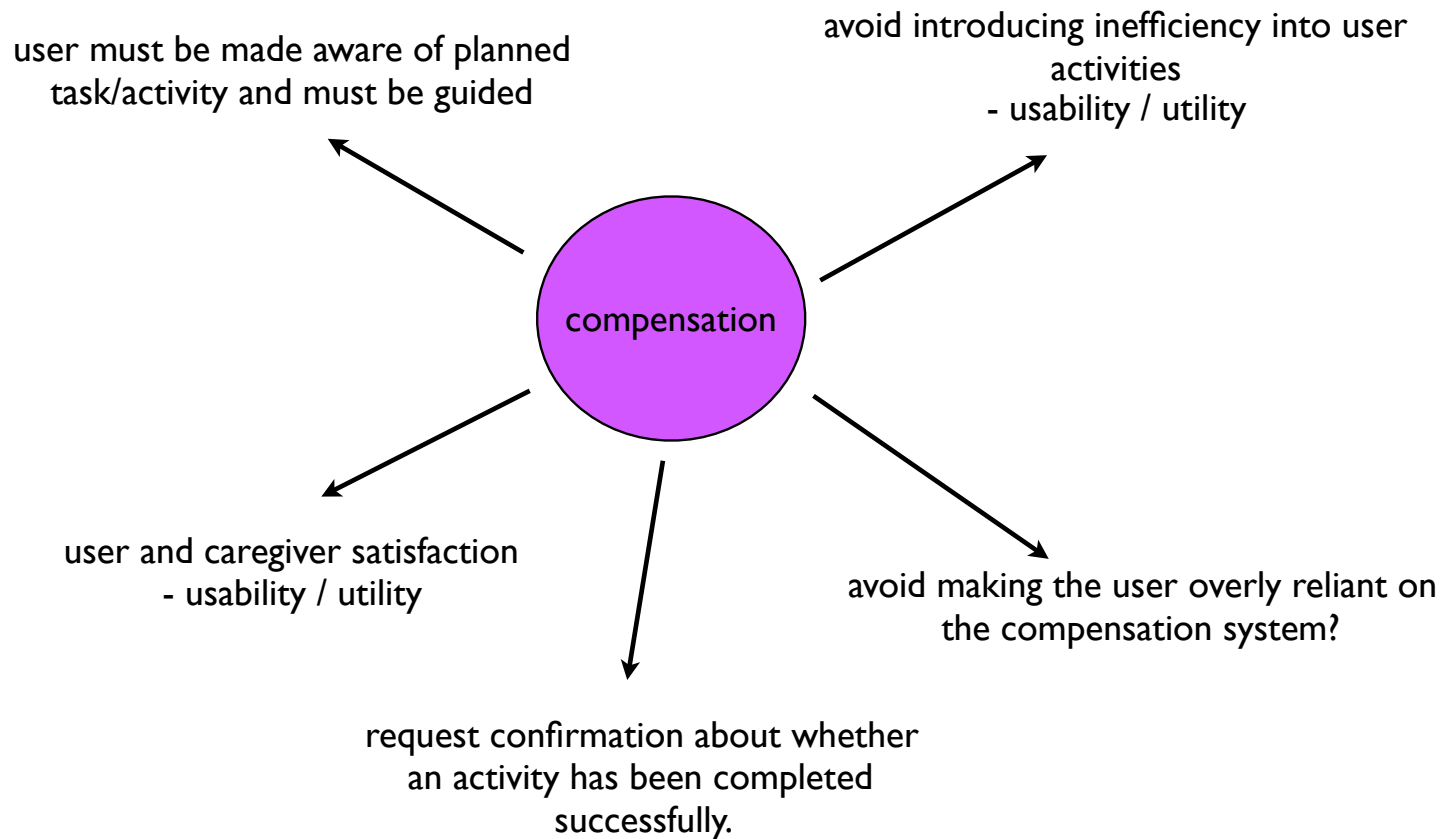 user must be made aware of planned
task/activity and must be guided
avoid introducing inefficiency into user
activities
- usability / utility
compensation
user and caregiver satisfaction
- usability / utility
avoid making the user overly reliant on
the compensation system?
request confirmation about whether
an activity has been completed
successfully.